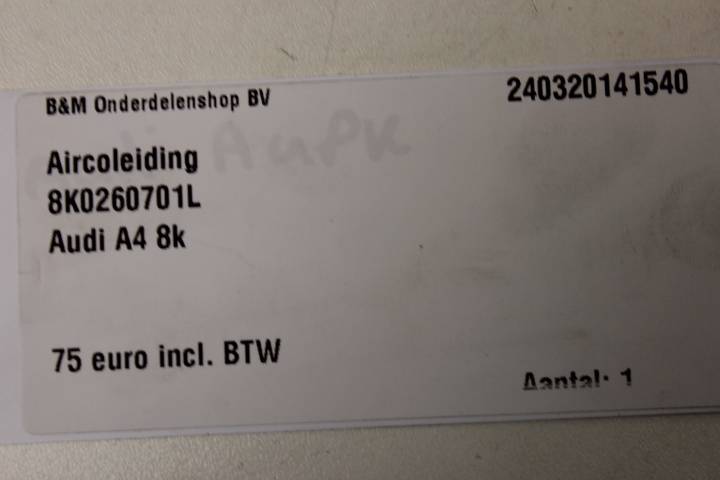 B&M Onderdelenshop BV 240320141540
Aircoleiding
8K0260701L
Audi A4 8k
75 euro incl. BTW
Aantal: 1